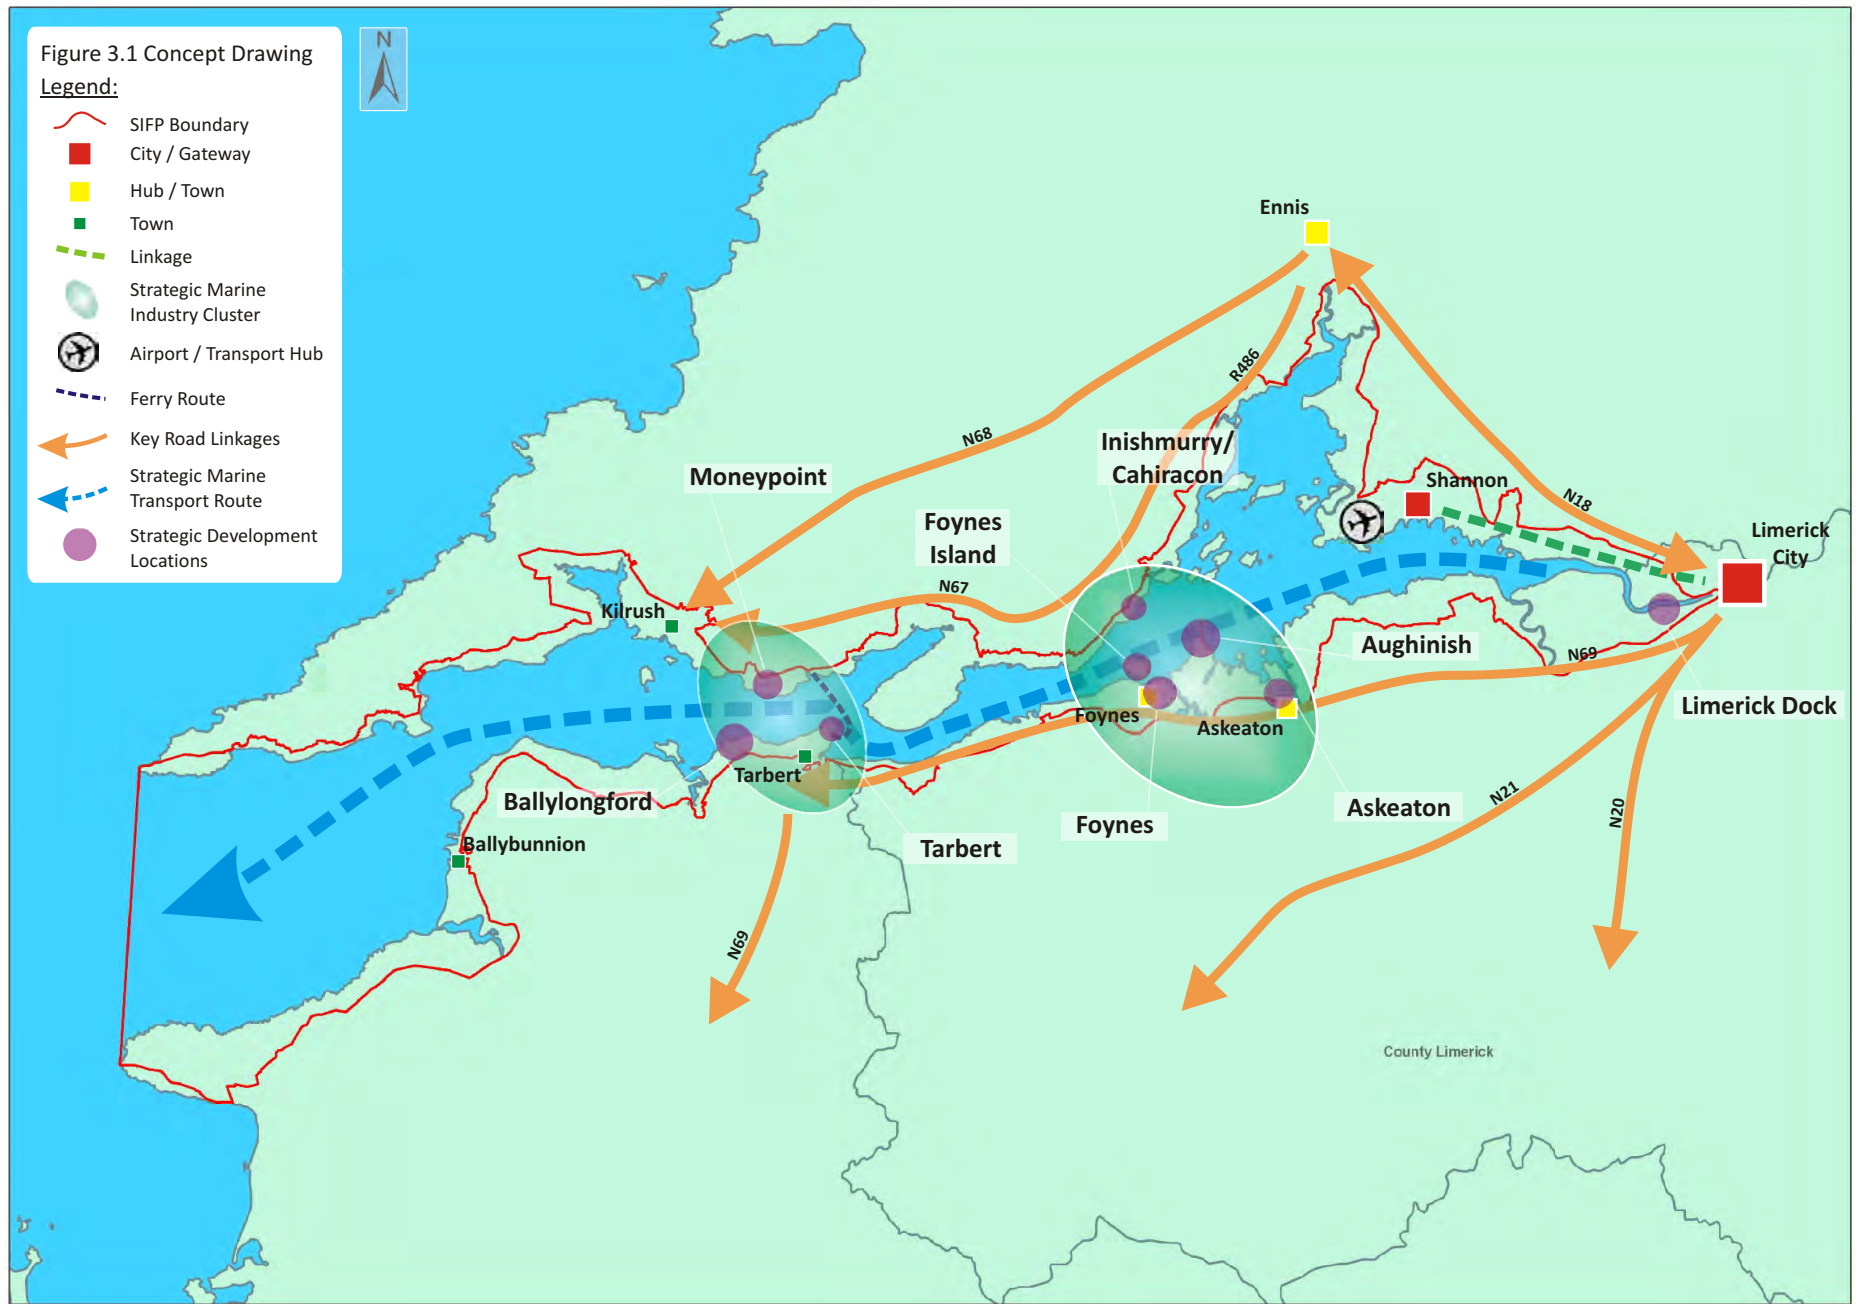 Figure 3.1 Concept Drawing
Legend:
SIFP Boundary
City / Gateway
Hub / Town
Town
Linkage
Strategic Marine
Industry Cluster
Airport / Transport Hub
Ferry Route
Key Road Linkages
Strategic Marine
Transport Route
Strategic Development
Locations
N
Ennis
R486
N68
Inishmurry/
Cahiracon
Moneypoint
Shannon
N18
Foynes
Island
Limerick
City
N67
Kilrush
Aughinish
N69
Limerick Dock
Foynes
Askeaton
Tarbert
Ballylongford
Askeaton
N21
N20
Foynes
Tarbert
Ballybunnion
N69
County Limerick